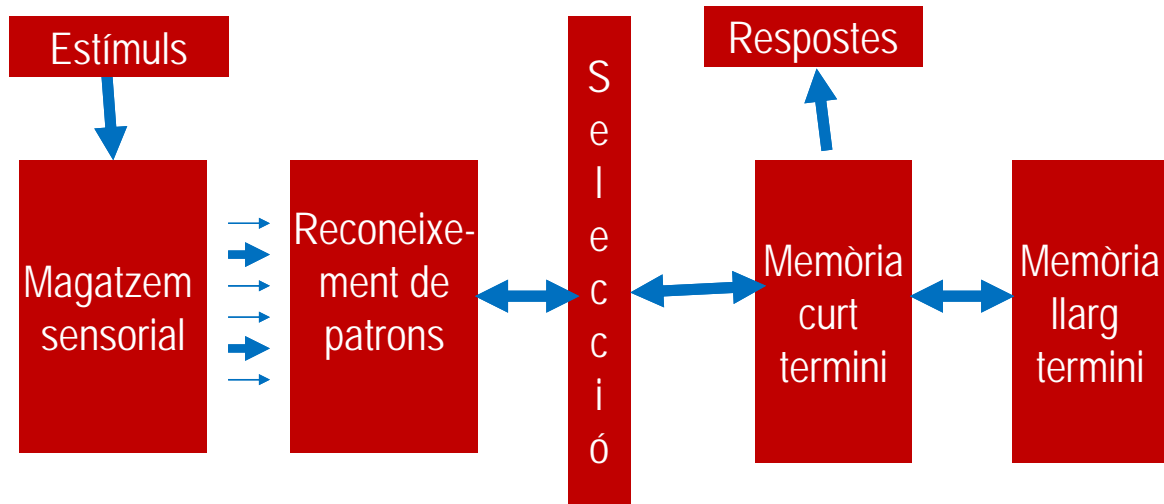 Estímuls
Magatzem
sensorial
Reconeixe-
ment de
patrons
S
e
l
e
c
c
i
ó
Respostes
Memòria
curt
termini
Memòria
llarg
termini